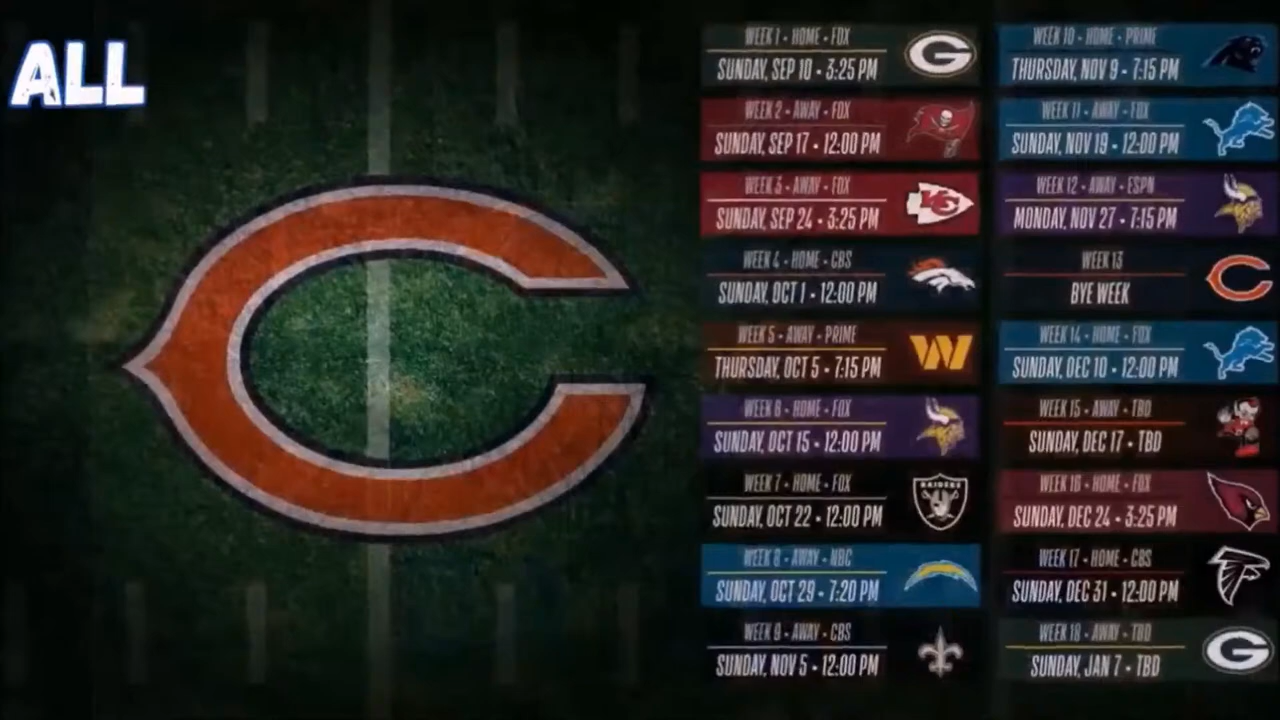 ALL
WEEK 1 • HOME • FOX
SUNDAY, SEP 10 • 3:25 PM
WEEK 2 • AWAY • FOX
SUNDAY, SEP 17 • 12:00 PM
WEEK 3 • AWAY • FOX
SUNDAY, SEP 24 • 3:25 PM
WEEK 4 • HOME • CBS
SUNDAY, OCT 1 • 12:00 PM
WEEK 5 • AWAY • PRIME
THURSDAY, OCT 5 • 7:15 PM
WEEK 6 • HOME • FOX
SUNDAY, OCT 15 • 12:00 PM
WEEK 7 • HOME • FOX
SUNDAY, OCT 22 • 12:00 PM
RAIDERS
WEEK 8 • AWAY • NBC
SUNDAY, OCT 29 • 7:20 PM
WEEK 9 • AWAY • CBS
SUNDAY, NOV 5 • 12:00 PM
WEEK 10 • HOME • PRIME
THURSDAY, NOV 9 • 7:15 PM
WEEK 11 • AWAY • FOX
SUNDAY, NOV 19 • 12:00 PM
WEEK 12 • AWAY • ESPN
MONDAY, NOV 27 • 7:15 PM
WEEK 13
BYE WEEK
WEEK 14 • HOME • FOX
SUNDAY, DEC 10 • 12:00 PM
WEEK 15 • AWAY • TBD
SUNDAY, DEC 17 • TBD
WEEK 16 • HOME • FOX
SUNDAY, DEC 24 • 3:25 PM
WEEK 17 • HOME • CBS
SUNDAY, DEC 31 • 12:00 PM
WEEK 18 • AWAY • TBD
SUNDAY, JAN 7 • TBD